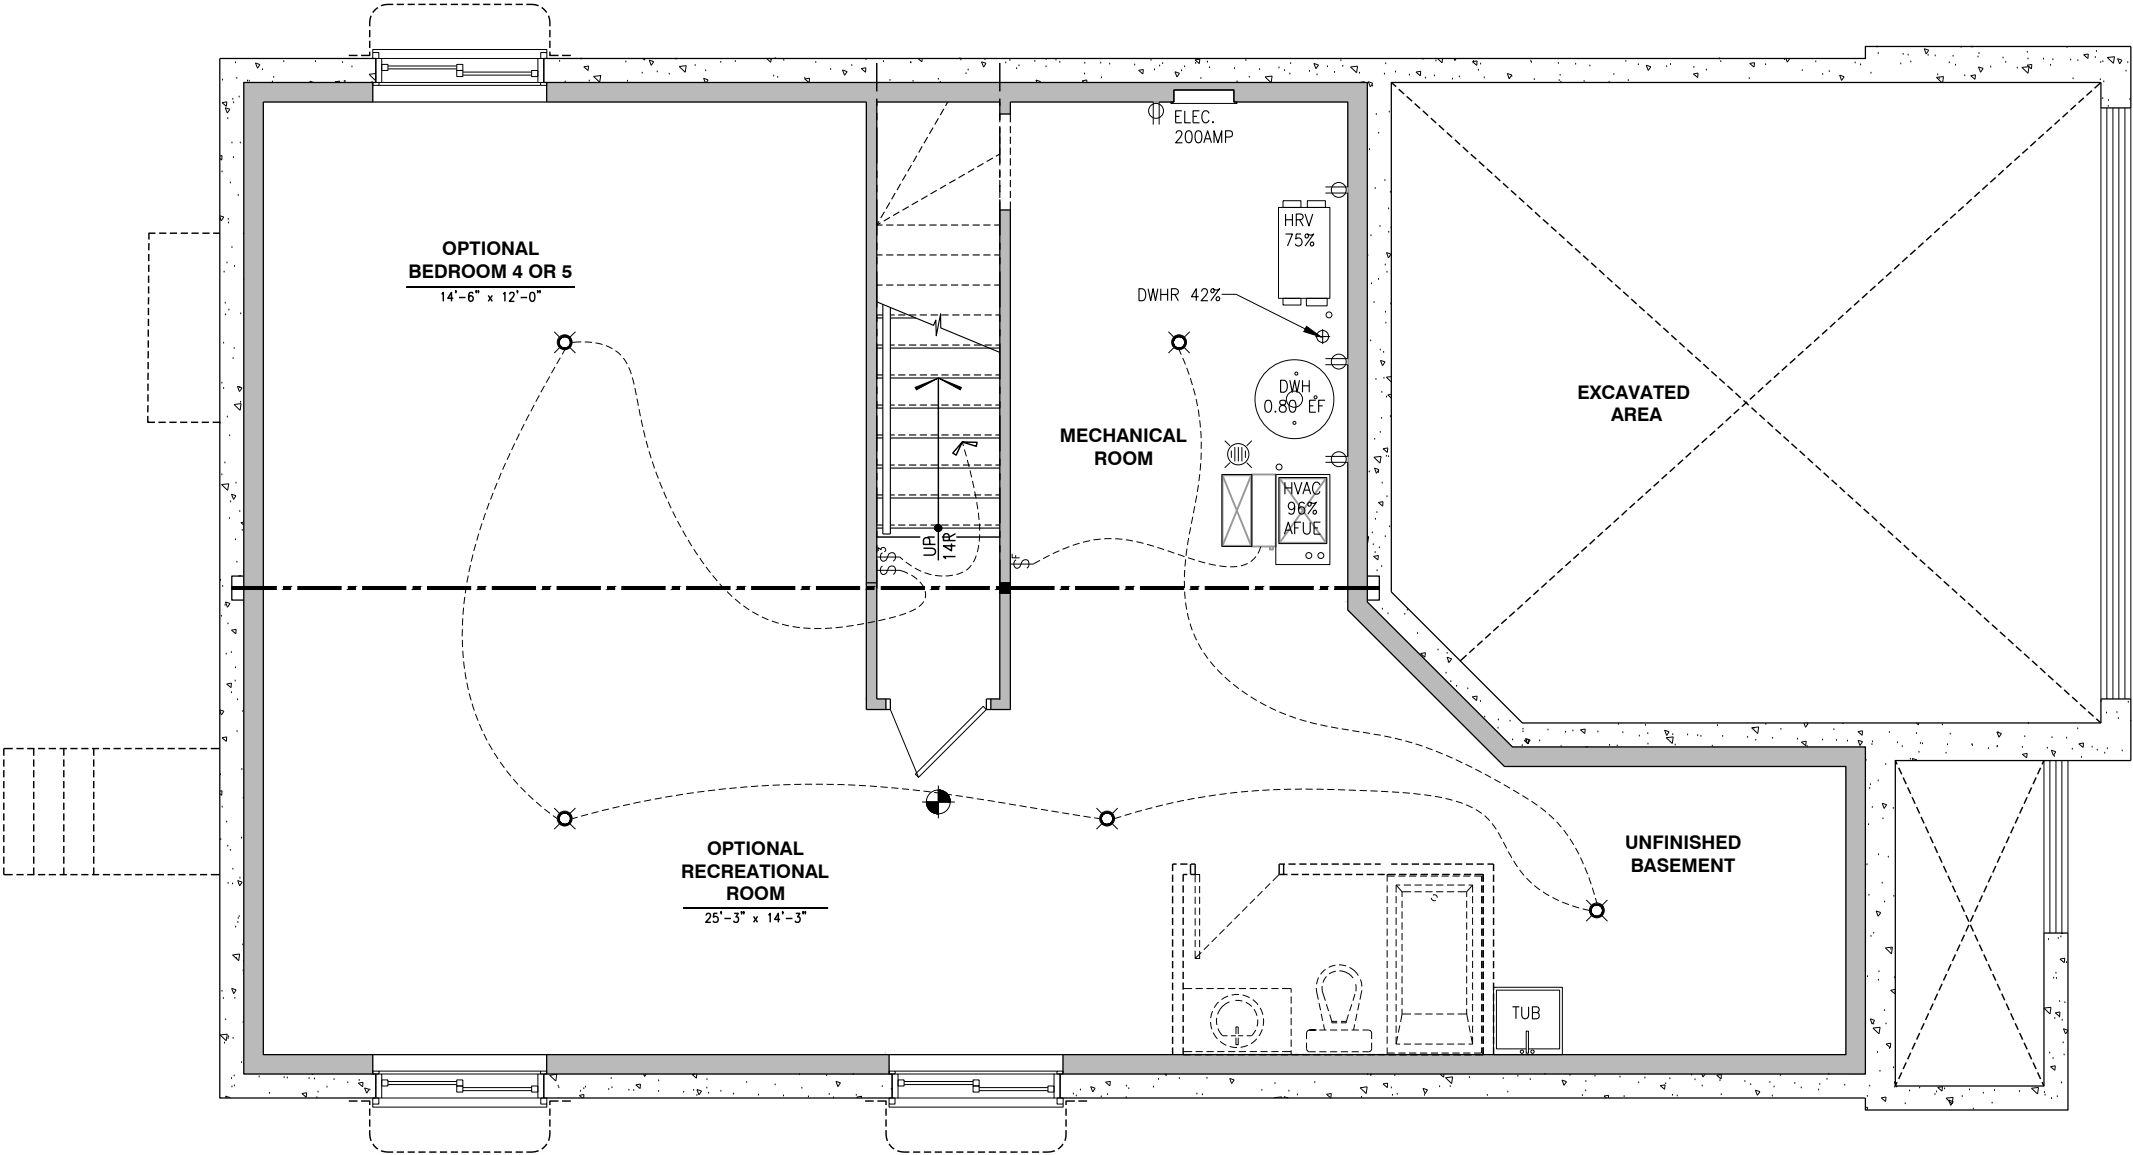 ELEC.
200AMP
HRV
75%
OPTIONAL
BEDROOM 4 OR 5
14'-6" x 12'-0"
DWHR 42%
DWH
0.80 EF
EXCAVATED
AREA
MECHANICAL
ROOM
HVAC
96%
AFUE
UP
14R
S S3
SF
OPTIONAL
RECREATIONAL
ROOM
25'-3" x 14'-3"
UNFINISHED
BASEMENT
S
TUB